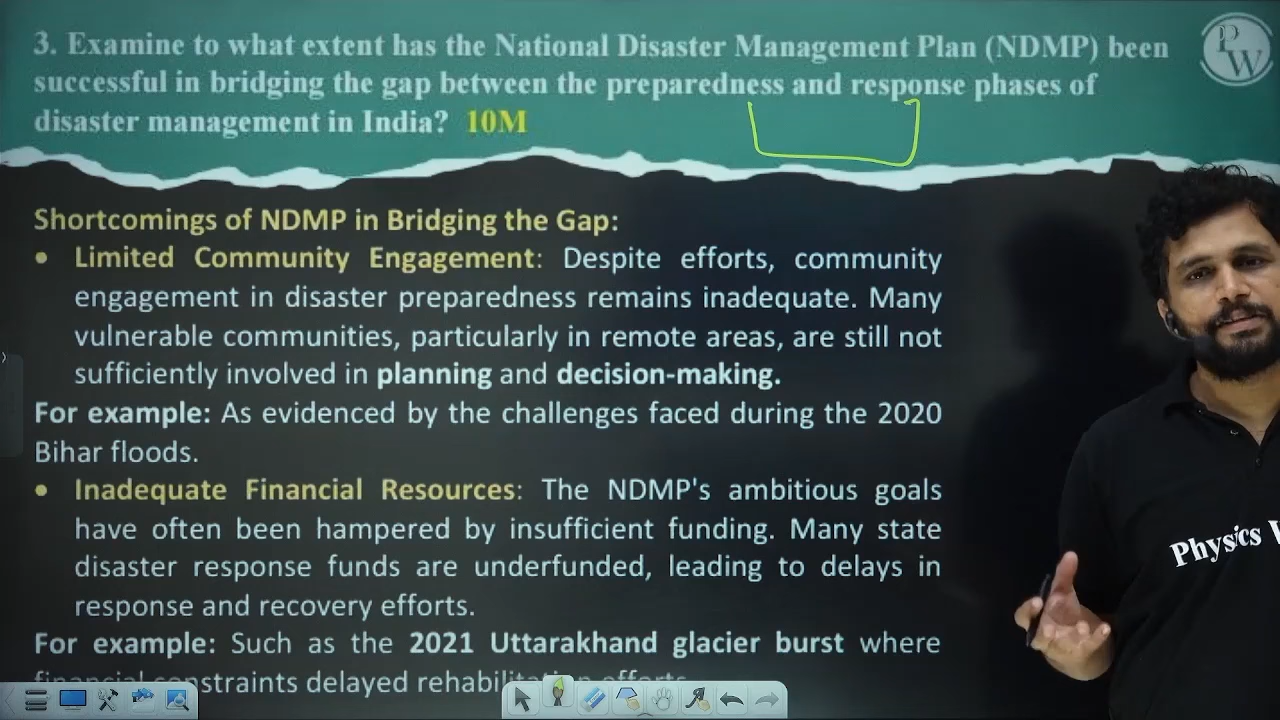 3. Examine to what extent has the National Disaster Management Plan (NDMP) been
successful in bridging the gap between the preparedness and response phases of
disaster management in India? 10M
PW
Shortcomings of NDMP in Bridging the Gap:
• Limited Community Engagement: Despite efforts, community
engagement in disaster preparedness remains inadequate. Many
vulnerable communities, particularly in remote areas, are still not
sufficiently involved in planning and decision-making.
For example: As evidenced by the challenges faced during the 2020
Bihar floods.
• Inadequate Financial Resources: The NDMP's ambitious goals
have often been hampered by insufficient funding. Many state
disaster response funds are underfunded, leading to delays in
response and recovery efforts.
For example: Such as the 2021 Uttarakhand glacier burst where
financial constraints delayed rehabilitation efforts.
Physics W